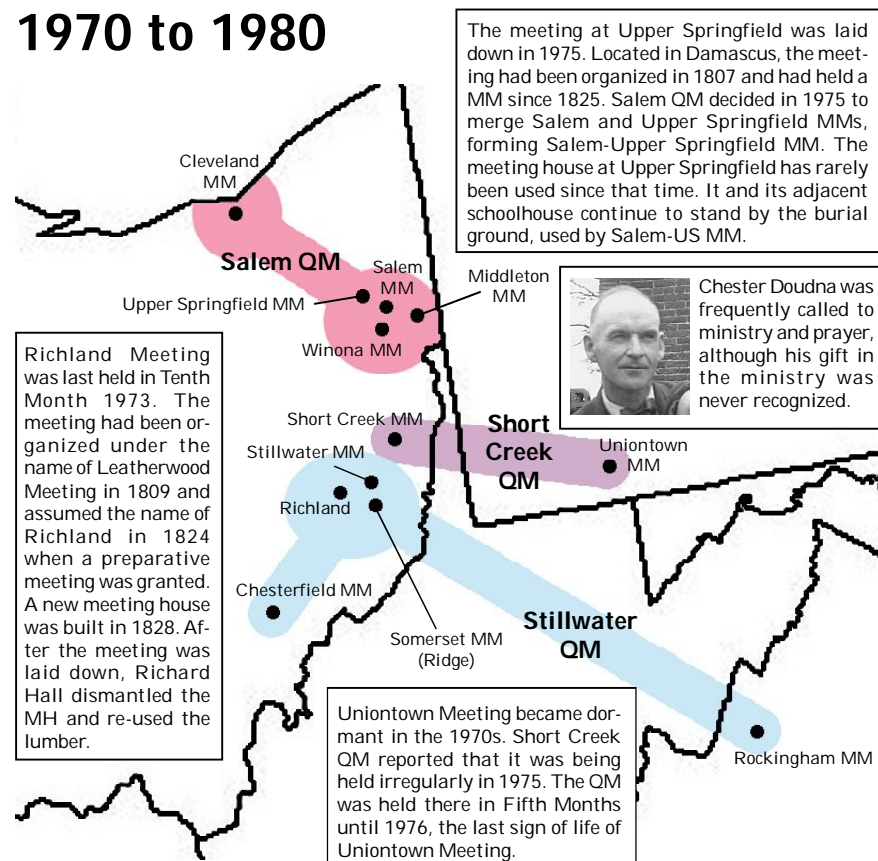 1970 to 1980
The meeting at Upper Springfield was laid
down in 1975. Located in Damascus, the meet-
ing had been organized in 1807 and had held a
MM since 1825. Salem QM decided in 1975 to
merge Salem and Upper Springfield MMs,
forming Salem-Upper Springfield MM. The
meeting house at Upper Springfield has rarely
been used since that time. It and its adjacent
schoolhouse continue to stand by the burial
ground, used by Salem-US MM.
Cleveland
MM
Salem QM
Salem
MM
Upper Springfield MM
Middleton
MM
Winona MM
Chester Doudna was
frequently called to
ministry and prayer,
although his gift in
the ministry was
never recognized.
Richland Meeting
was last held in Tenth
Month 1973. The
meeting had been or-
ganized under the
name of Leatherwood
Meeting in 1809 and
assumed the name of
Richland in 1824
when a preparative
meeting was granted.
A new meeting house
was built in 1828. Af-
ter the meeting was
laid down, Richard
Hall dismantled the
MH and re-used the
lumber.
Short Creek MM
Short
Creek
QM
Uniontown
MM
Stillwater MM
Richland
Chesterfield MM
Somerset MM
(Ridge)
Stillwater
QM
Rockingham MM
Uniontown Meeting became dor-
mant in the 1970s. Short Creek
QM reported that it was being
held irregularly in 1975. The QM
was held there in Fifth Months
until 1976, the last sign of life of
Uniontown Meeting.